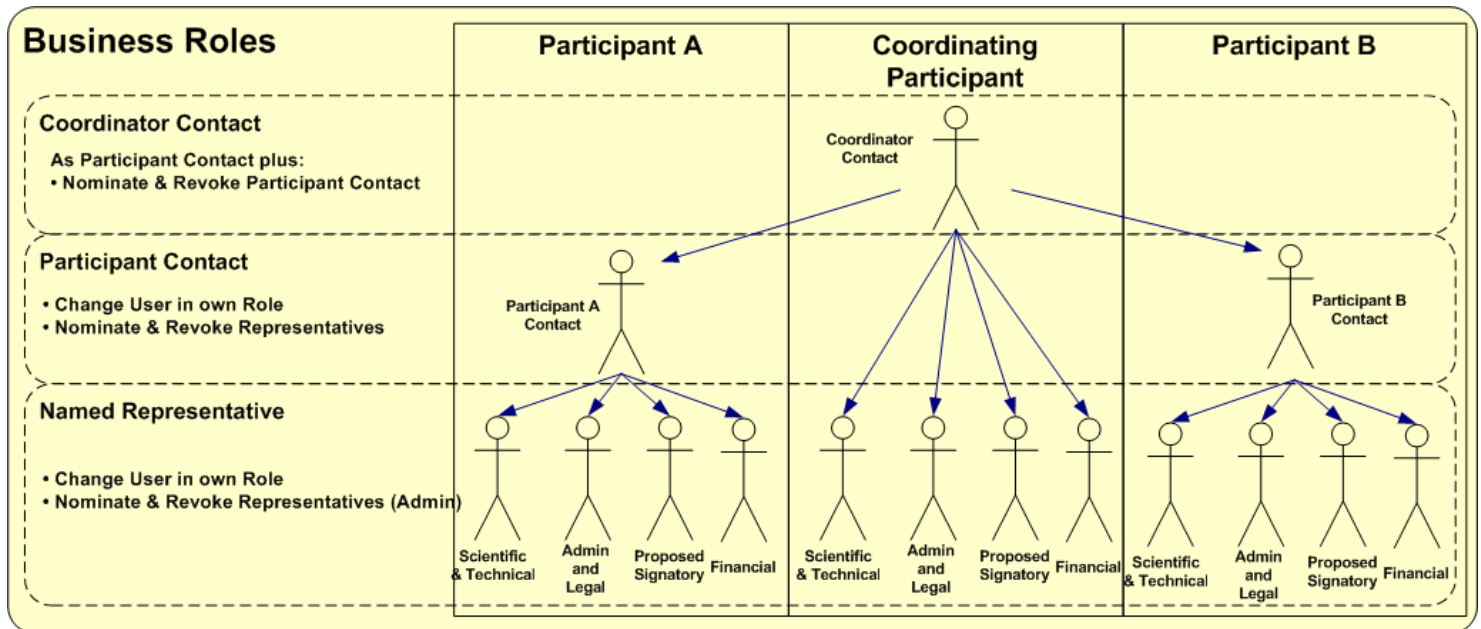 Business Roles
Participant A
Coordinating
Participant
Participant B
Coordinator Contact
As Participant Contact plus:
• Nominate & Revoke Participant Contact
Coordinator
Contact
Participant Contact
• Change User in own Role
• Nominate & Revoke Representatives
Participant A
Contact
Participant B
Contact
Named Representative
• Change User in own Role
• Nominate & Revoke Representatives (Admin)
Scientific
& Technical
Admin
and
Legal
Proposed
Signatory
Financial
Scientific
& Technical
Admin
and
Legal
Proposed
Signatory
Financial
Scientific
& Technical
Admin
and
Legal
Proposed
Signatory
Financial